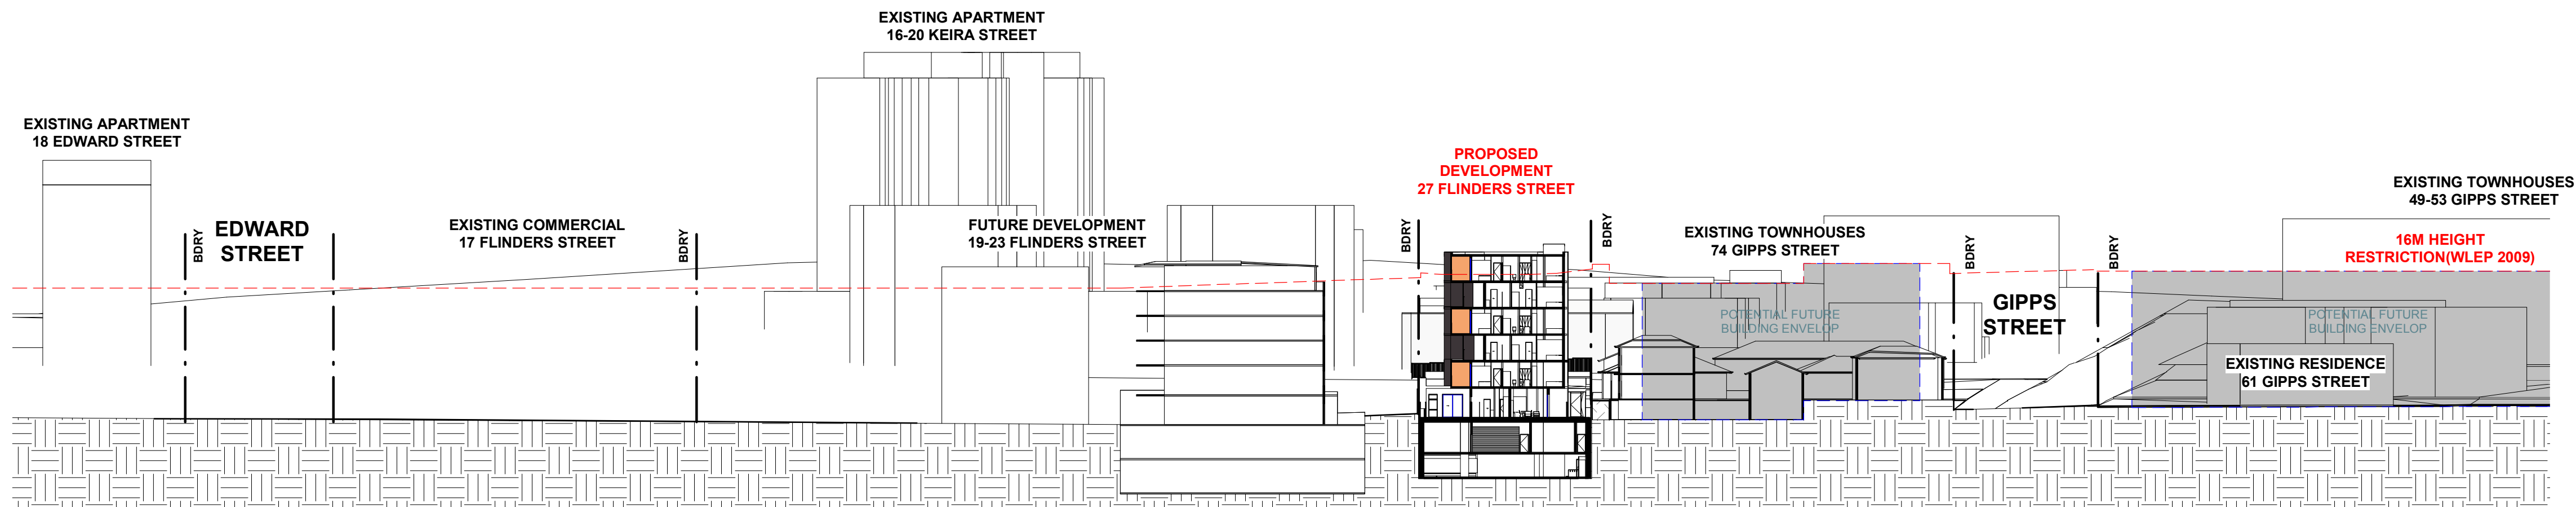 EXISTING APARTMENT
16-20 KEIRA STREET
EXISTING APARTMENT
18 EDWARD STREET
PROPOSED
DEVELOPMENT
27 FLINDERS STREET
EXISTING TOWNHOUSES
49-53 GIPPS STREET
BDRY
EDWARD
STREET
EXISTING COMMERCIAL
17 FLINDERS STREET
BDRY
FUTURE DEVELOPMENT
19-23 FLINDERS STREET
BDRY
BDRY
EXISTING TOWNHOUSES
74 GIPPS STREET
BDRY
BDRY
16M HEIGHT
RESTRICTION(WLEP 2009)
GIPPS
STREET
POTENTIAL FUTURE
BUILDING ENVELOP
POTENTIAL FUTURE
BUILDING ENVELOP
EXISTING RESIDENCE
61 GIPPS STREET